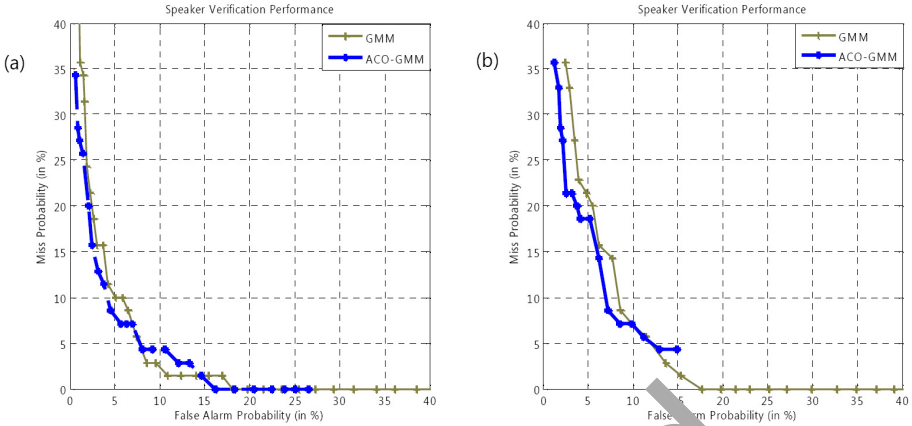 Speaker Verification Performance
(a)
GMM
ACO-GMM
Miss Probability (in %)
40
35
30
25
20
15
10
5
0
0 5 10 15 20 25 30 35 40
False Alarm Probability (in %)
Speaker Verification Performance
(b)
GMM
ACO-GMM
Miss Probability (in %)
40
35
30
25
20
15
10
5
0
0 5 10 15 20 25 30 35 40
Probability (in %)